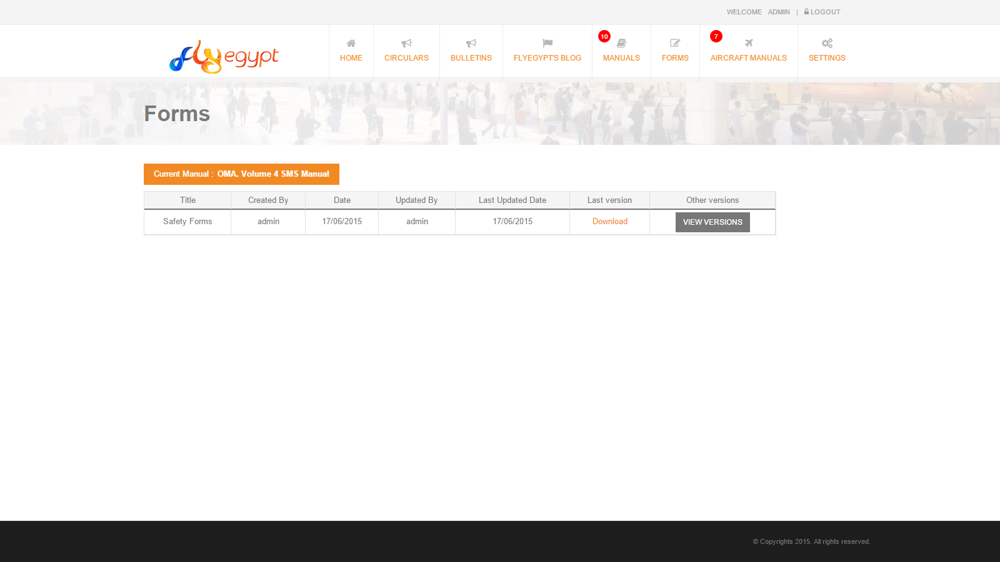 WELCOME ADMIN | LOGOUT
flyegypt
10
7
HOME
CIRCULARS
BULLETINS
FLYEGYPT'S BLOG
MANUALS
FORMS
AIRCRAFT MANUALS
SETTINGS
Forms
Current Manual : OMA. Volume 4 SMS Manual
Title Created By Date Updated By Last Updated Date Last version Other versions
Safety Forms admin 17/06/2015 admin 17/06/2015 Download VIEW VERSIONS
© Copyrights 2015. All rights reserved.